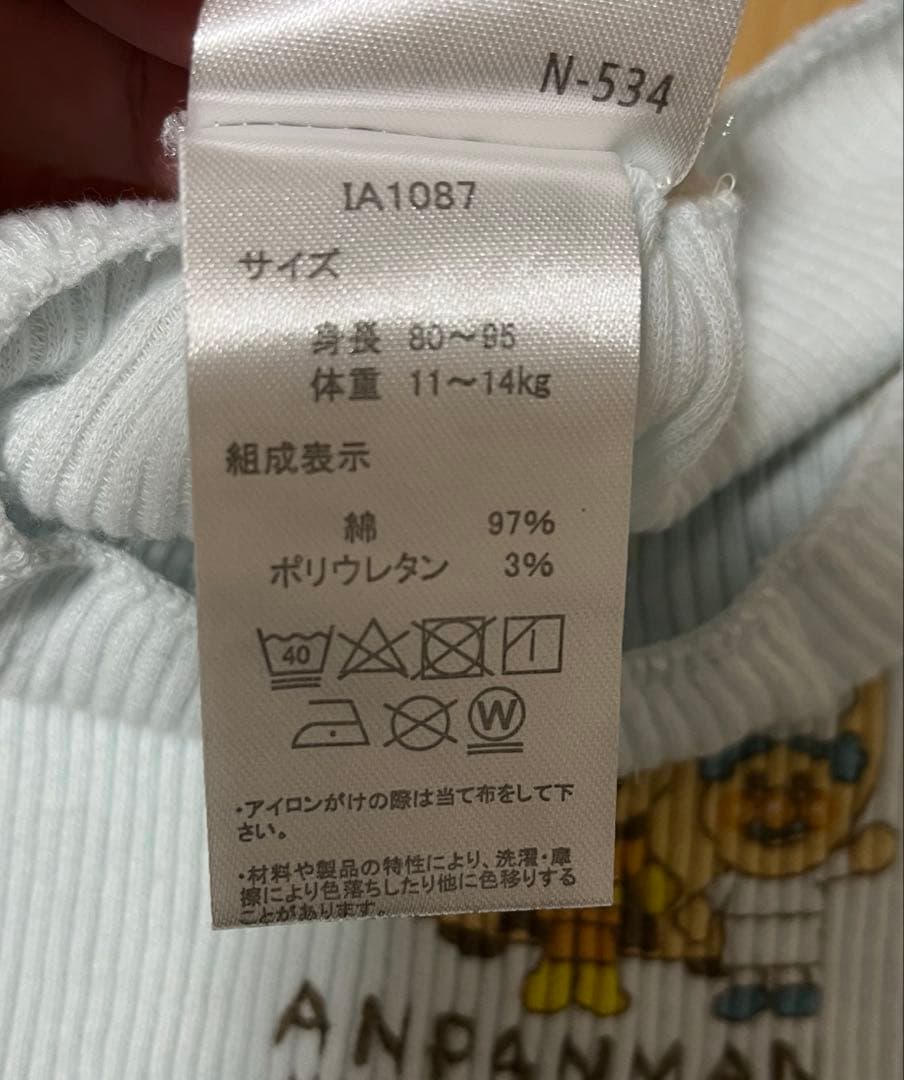 N-534
IA1087
サイズ
身長 80～95
体重 11～14kg
組成表示
綿 97%
ポリウレタン 3%
40
W
・アイロンがけの際は当て布をして下
さい。
・材料や製品の特性により、洗濯・摩
擦により色落ちしたり他に色移りする
ことがあります。
ANPANMAN